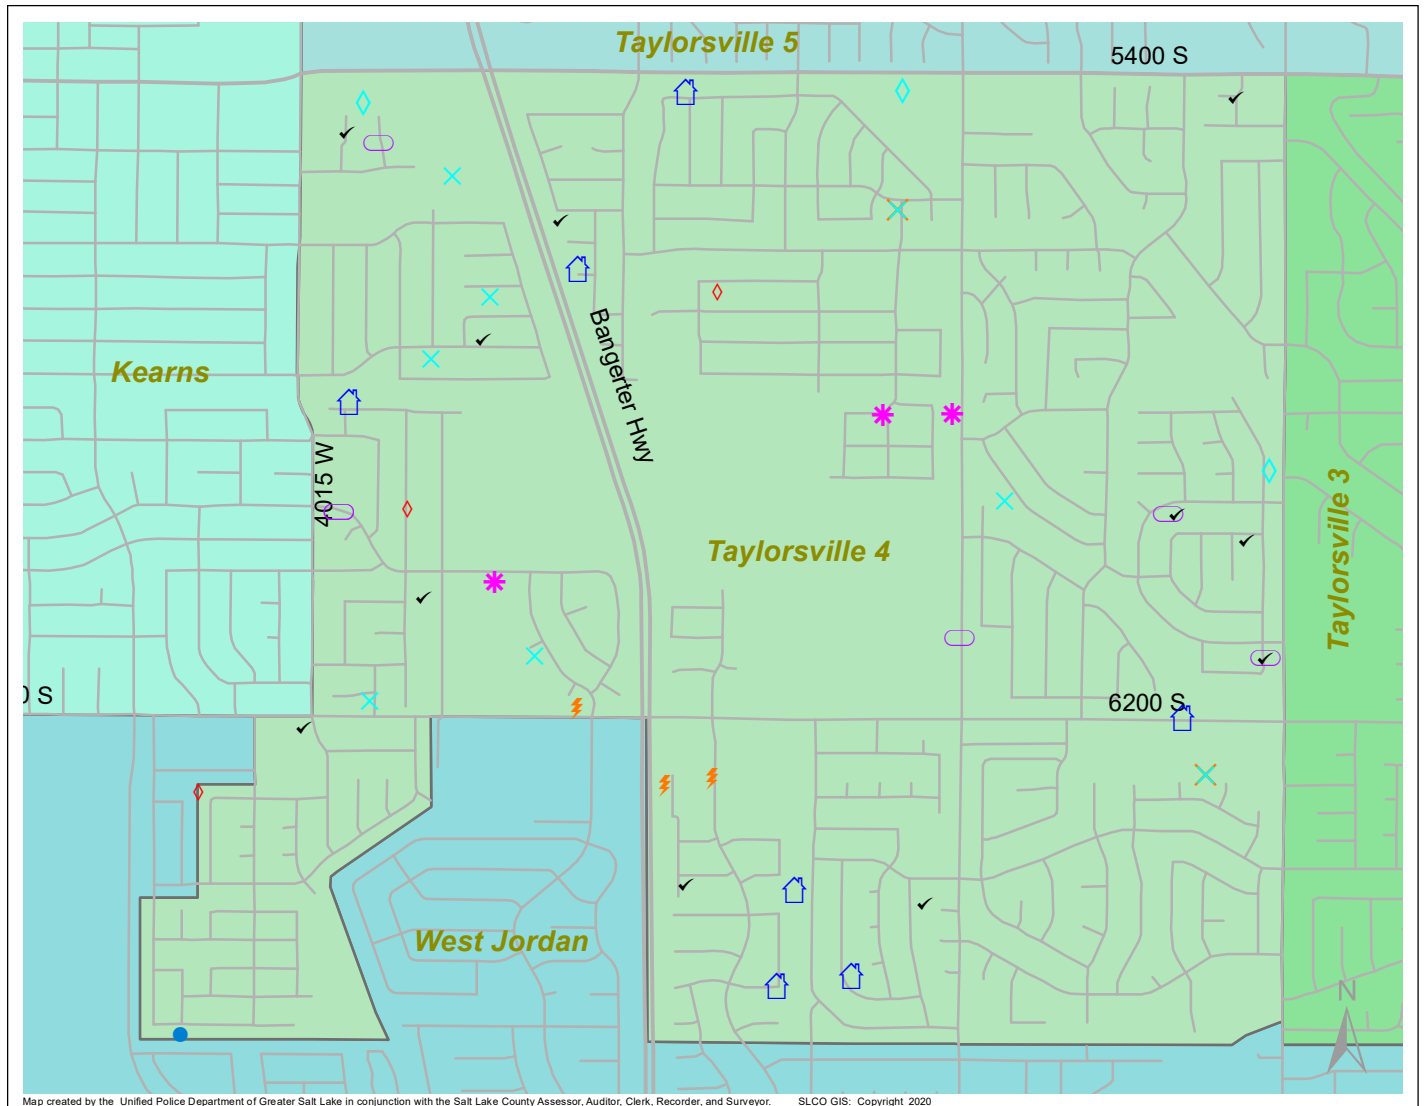 Taylorsville 5
5400 S
Bangerter Hwy
Kearns
4015 W
Taylorsville 4
Taylorsville 3
0 S
6200 S
West Jordan
N
Map created by the Unified Police Department of Greater Salt Lake in conjunction with the Salt Lake County Assessor, Auditor, Clerk, Recorder, and Surveyor. SLCO GIS: Copyright 2020